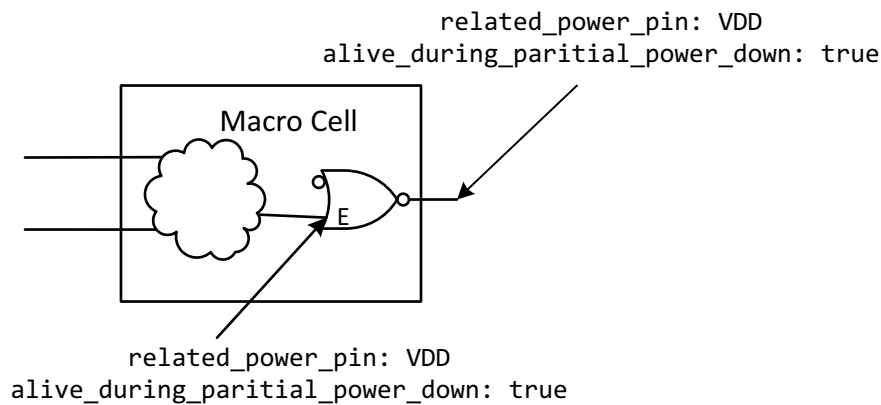 related_power_pin: VDD
alive_during_paritial_power_down: true
Macro Cell
E
related_power_pin: VDD
alive_during_paritial_power_down: true